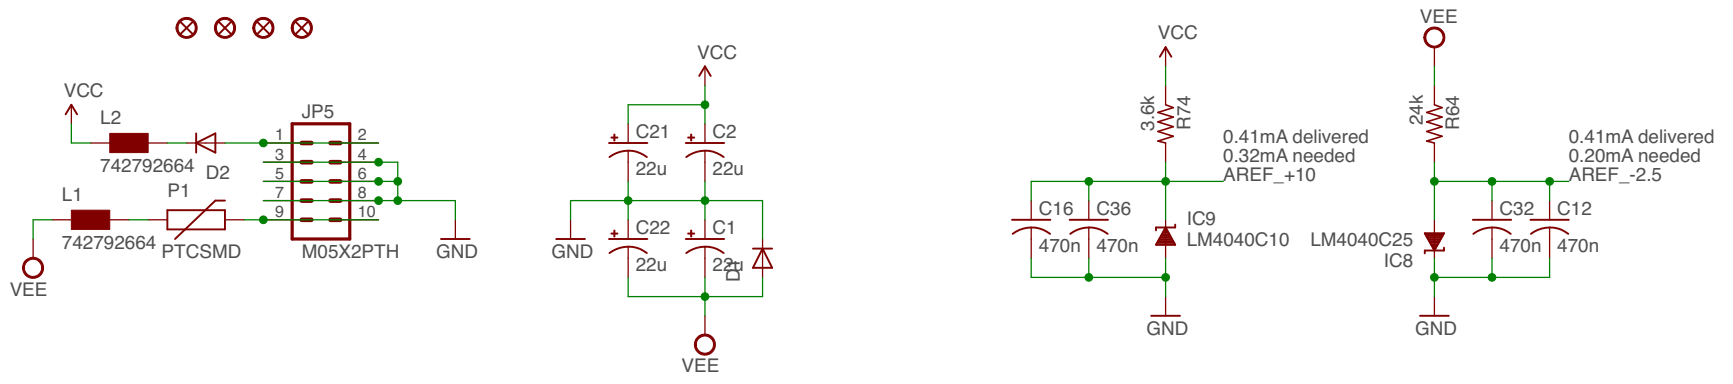 VCC
L2
742792664
D2
L1
742792664
P1
PTCSMD
VEE
JP5
1 2
3 4
5 6
7 8
9 10
M05X2PTH
GND
VCC
C21
22u
C2
22u
GND
C22
22u
C1
22u
D1
VEE
VCC
3.6k
R74
0.41mA delivered
0.32mA needed
AREF_+10
C16
470n
C36
470n
IC9
LM4040C10
GND
VEE
24k
R64
0.41mA delivered
0.20mA needed
AREF_-2.5
LM4040C25
IC8
C32
470n
C12
470n
GND